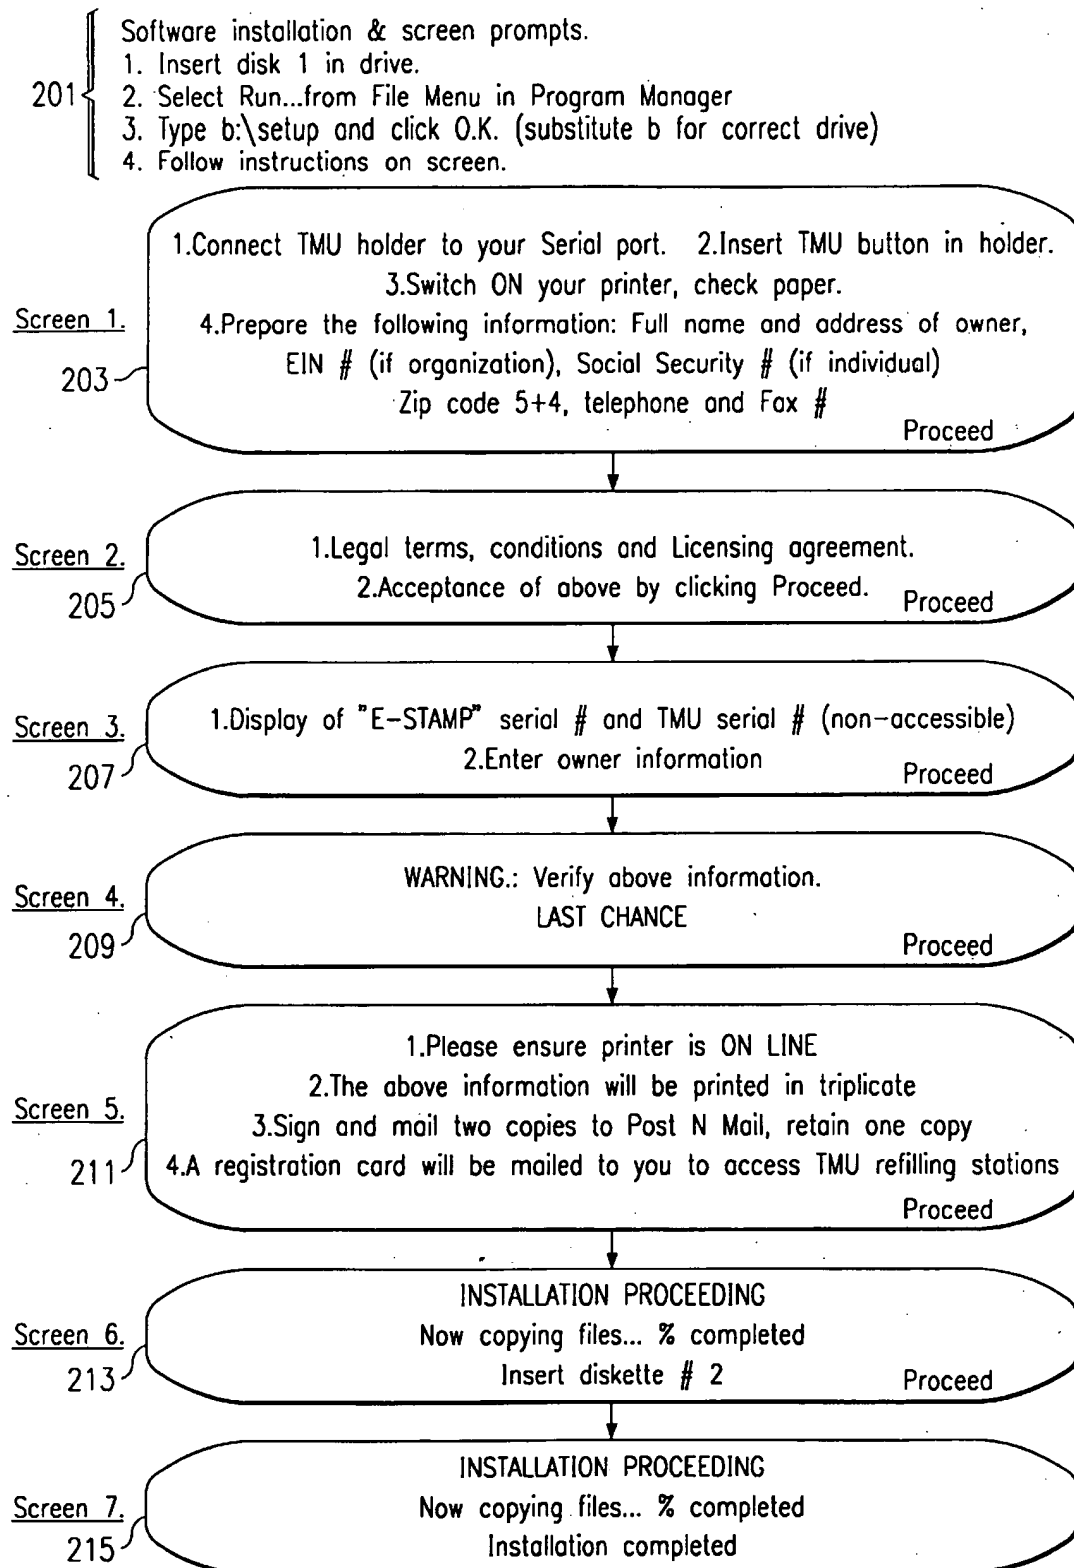 Software installation & screen prompts.
1. Insert disk 1 in drive.
201
2. Select Run...from File Menu in Program Manager
3. Type b:\setup and click O.K. (substitute b for correct drive)
4. Follow instructions on screen.
1.Connect TMU holder to your Serial port. 2.Insert TMU button in holder.
3.Switch ON your printer, check paper.
Screen 1.
4.Prepare the following information: Full name and address of owner,
203
EIN # (if organization), Social Security # (if individual)
Zip code 5+4, telephone and Fax #
Proceed
Screen 2.
1.Legal terms, conditions and Licensing agreement.
205
2.Acceptance of above by clicking Proceed.
Proceed
Screen 3.
1.Display of "E-STAMP" serial # and TMU serial # (non-accessible)
207
2.Enter owner information
Proceed
Screen 4.
WARNING.: Verify above information.
LAST CHANCE
209
Proceed
1.Please ensure printer is ON LINE
2.The above information will be printed in triplicate
Screen 5.
3.Sign and mail two copies to Post N Mail, retain one copy
211
4.A registration card will be mailed to you to access TMU refilling stations
Proceed
INSTALLATION PROCEEDING
Screen 6.
Now copying files... % completed
213
Insert diskette # 2
Proceed
INSTALLATION PROCEEDING
Screen 7.
Now copying files... % completed
215
Installation completed